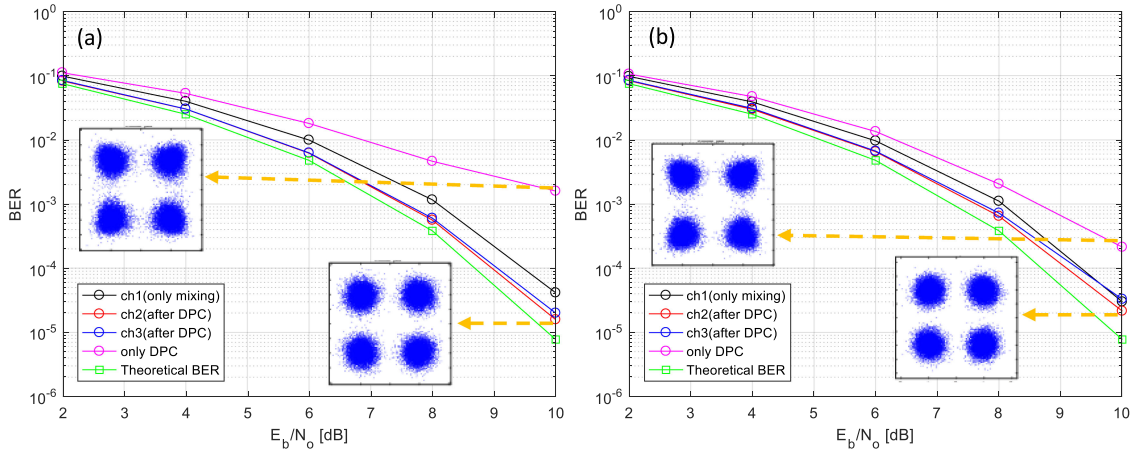 (a)
10^0
10^-1
10^-2
10^-3
10^-4
10^-5
10^-6
BER
ch1(only mixing)
ch2(after DPC)
ch3(after DPC)
only DPC
Theoretical BER
2 3 4 5 6 7 8 9 10
E_b/N_o [dB]
(b)
10^0
10^-1
10^-2
10^-3
10^-4
10^-5
10^-6
BER
ch1(only mixing)
ch2(after DPC)
ch3(after DPC)
only DPC
Theoretical BER
2 3 4 5 6 7 8 9 10
E_b/N_o [dB]